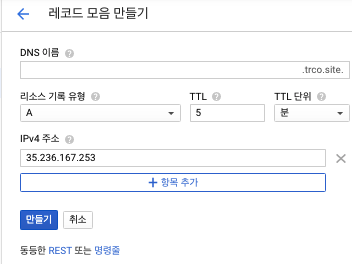 레코드 모음 만들기
DNS 이름
.trco.site.
리소스 기록 유형 TTL TTL 단위
A 5 분
IPv4 주소
35.236.167.253
+ 항목 추가
만들기 취소
동등한 REST 또는 명령줄